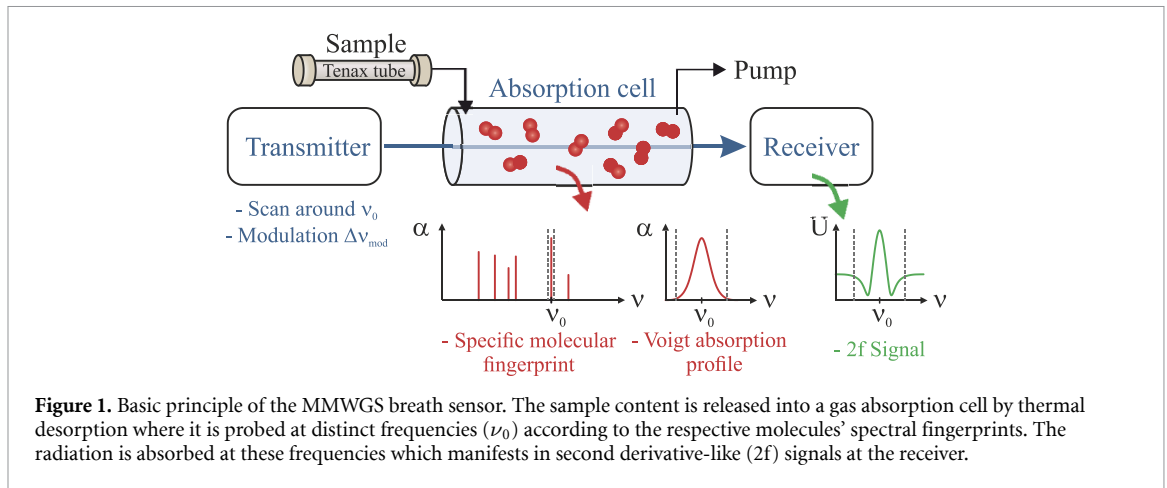 Sample
Tenax tube
Pump
Absorption cell
Transmitter
Receiver
- Scan around ν₀
- Modulation Δνmod
α
ν
ν₀
- Specific molecular
fingerprint
α
ν
ν₀
- Voigt absorption
profile
U
ν
ν₀
- 2f Signal
Figure 1. Basic principle of the MMWGS breath sensor. The sample content is released into a gas absorption cell by thermal
desorption where it is probed at distinct frequencies (ν₀) according to the respective molecules' spectral fingerprints. The
radiation is absorbed at these frequencies which manifests in second derivative-like (2f) signals at the receiver.